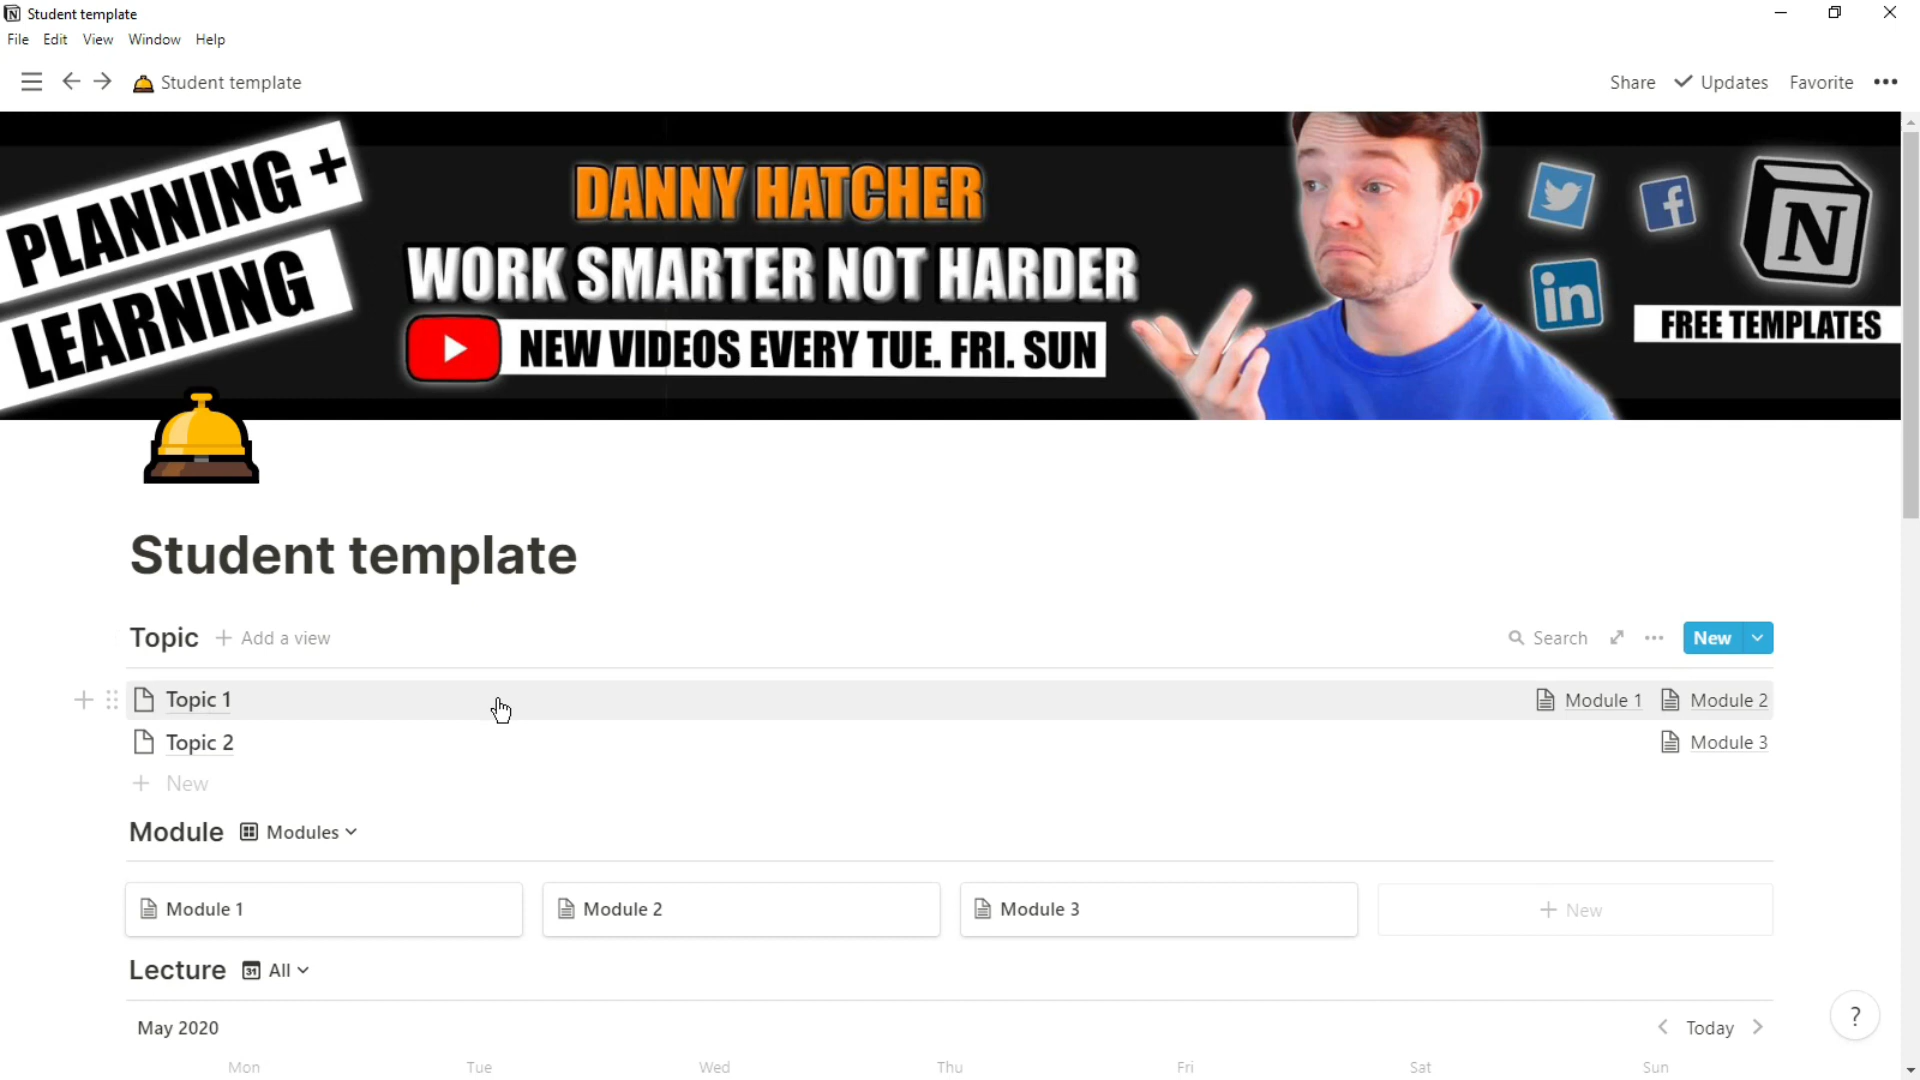 Student template
File Edit View Window Help
Student template
Share Updates Favorite
PLANNING +
LEARNING
DANNY HATCHER
WORK SMARTER NOT HARDER
NEW VIDEOS EVERY TUE. FRI. SUN
in
N
FREE TEMPLATES
Student template
Topic + Add a view Search New
Topic 1 Module 1 Module 2
Topic 2 Module 3
+ New
Module Modules
Module 1 Module 2 Module 3 + New
Lecture 31 All
May 2020 Today
?
Mon Tue Wed Thu Fri Sat Sun